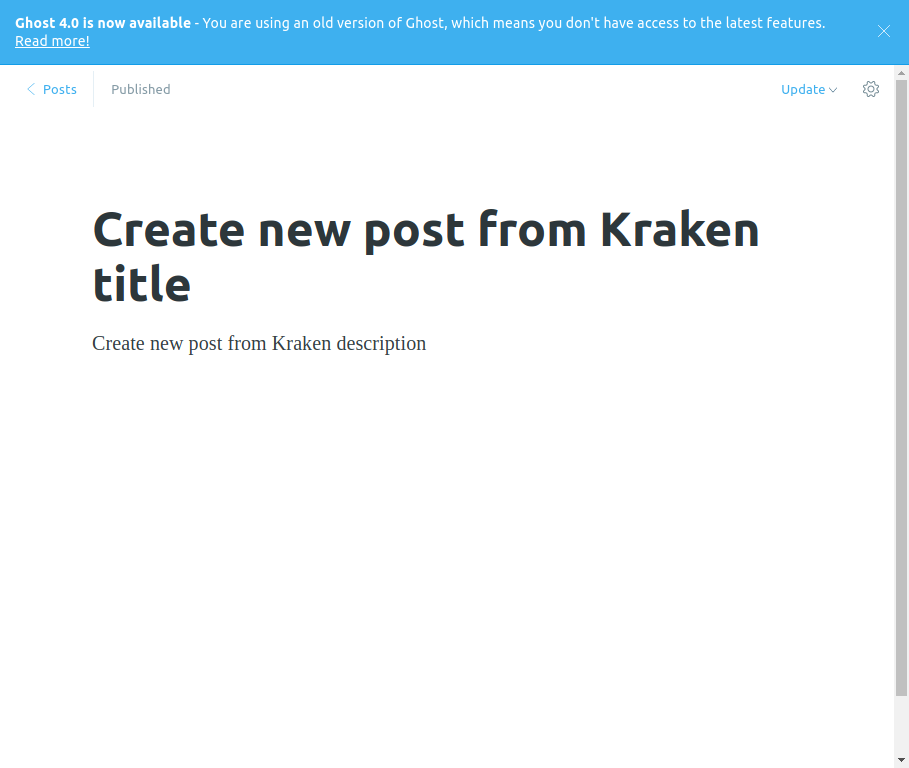 Ghost 4.0 is now available - You are using an old version of Ghost, which means you don't have access to the latest features.
Read more!
Posts
Published
Update
Create new post from Kraken
title
Create new post from Kraken description